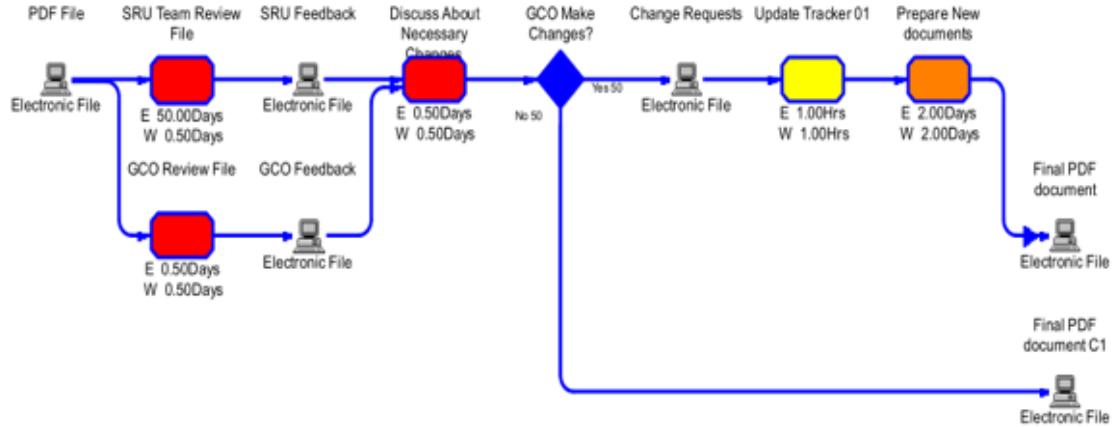 PDF File
SRU Team Review
File
SRU Feedback
Discuss About
Necessary
Changes
GCO Make
Changes?
Change Requests
Update Tracker 01
Prepare New
documents
Electronic File
E 50.00Days
W 0.50Days
Electronic File
E 0.50Days
W 0.50Days
Yes 50
No 50
Electronic File
E 1.00Hrs
W 1.00Hrs
E 2.00Days
W 2.00Days
GCO Review File
GCO Feedback
E 0.50Days
W 0.50Days
Electronic File
Final PDF
document
Electronic File
Final PDF
document C1
Electronic File